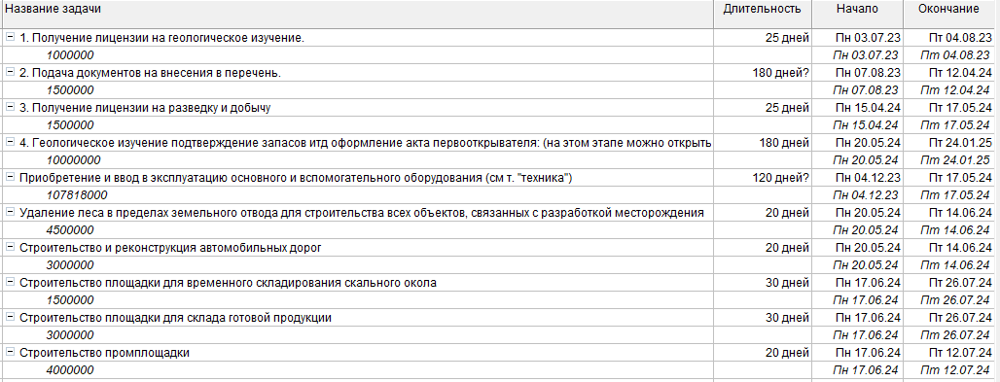 Название задачи Длительность Начало Окончание
1. Получение лицензии на геологическое изучение. 25 дней Пн 03.07.23 Пт 04.08.23
1000000 Пн 03.07.23 Пт 04.08.23
2. Подача документов на внесения в перечень. 180 дней? Пн 07.08.23 Пт 12.04.24
1500000 Пн 07.08.23 Пт 12.04.24
3. Получение лицензии на разведку и добычу 25 дней Пн 15.04.24 Пт 17.05.24
1500000 Пн 15.04.24 Пт 17.05.24
4. Геологическое изучение подтверждение запасов итд оформление акта первооткрывателя: (на этом этапе можно открыть 180 дней Пн 20.05.24 Пт 24.01.25
10000000 Пн 20.05.24 Пт 24.01.25
Приобретение и ввод в эксплуатацию основного и вспомогательного оборудования (см т. "техника") 120 дней? Пн 04.12.23 Пт 17.05.24
107818000 Пн 04.12.23 Пт 17.05.24
Удаление леса в пределах земельного отвода для строительства всех объектов, связанных с разработкой месторождения 20 дней Пн 20.05.24 Пт 14.06.24
4500000 Пн 20.05.24 Пт 14.06.24
Строительство и реконструкция автомобильных дорог 20 дней Пн 20.05.24 Пт 14.06.24
3000000 Пн 20.05.24 Пт 14.06.24
Строительство площадки для временного складирования скального окола 30 дней Пн 17.06.24 Пт 26.07.24
1500000 Пн 17.06.24 Пт 26.07.24
Строительство площадки для склада готовой продукции 30 дней Пн 17.06.24 Пт 26.07.24
3000000 Пн 17.06.24 Пт 26.07.24
Строительство промплощадки 20 дней Пн 17.06.24 Пт 12.07.24
4000000 Пн 17.06.24 Пт 12.07.24